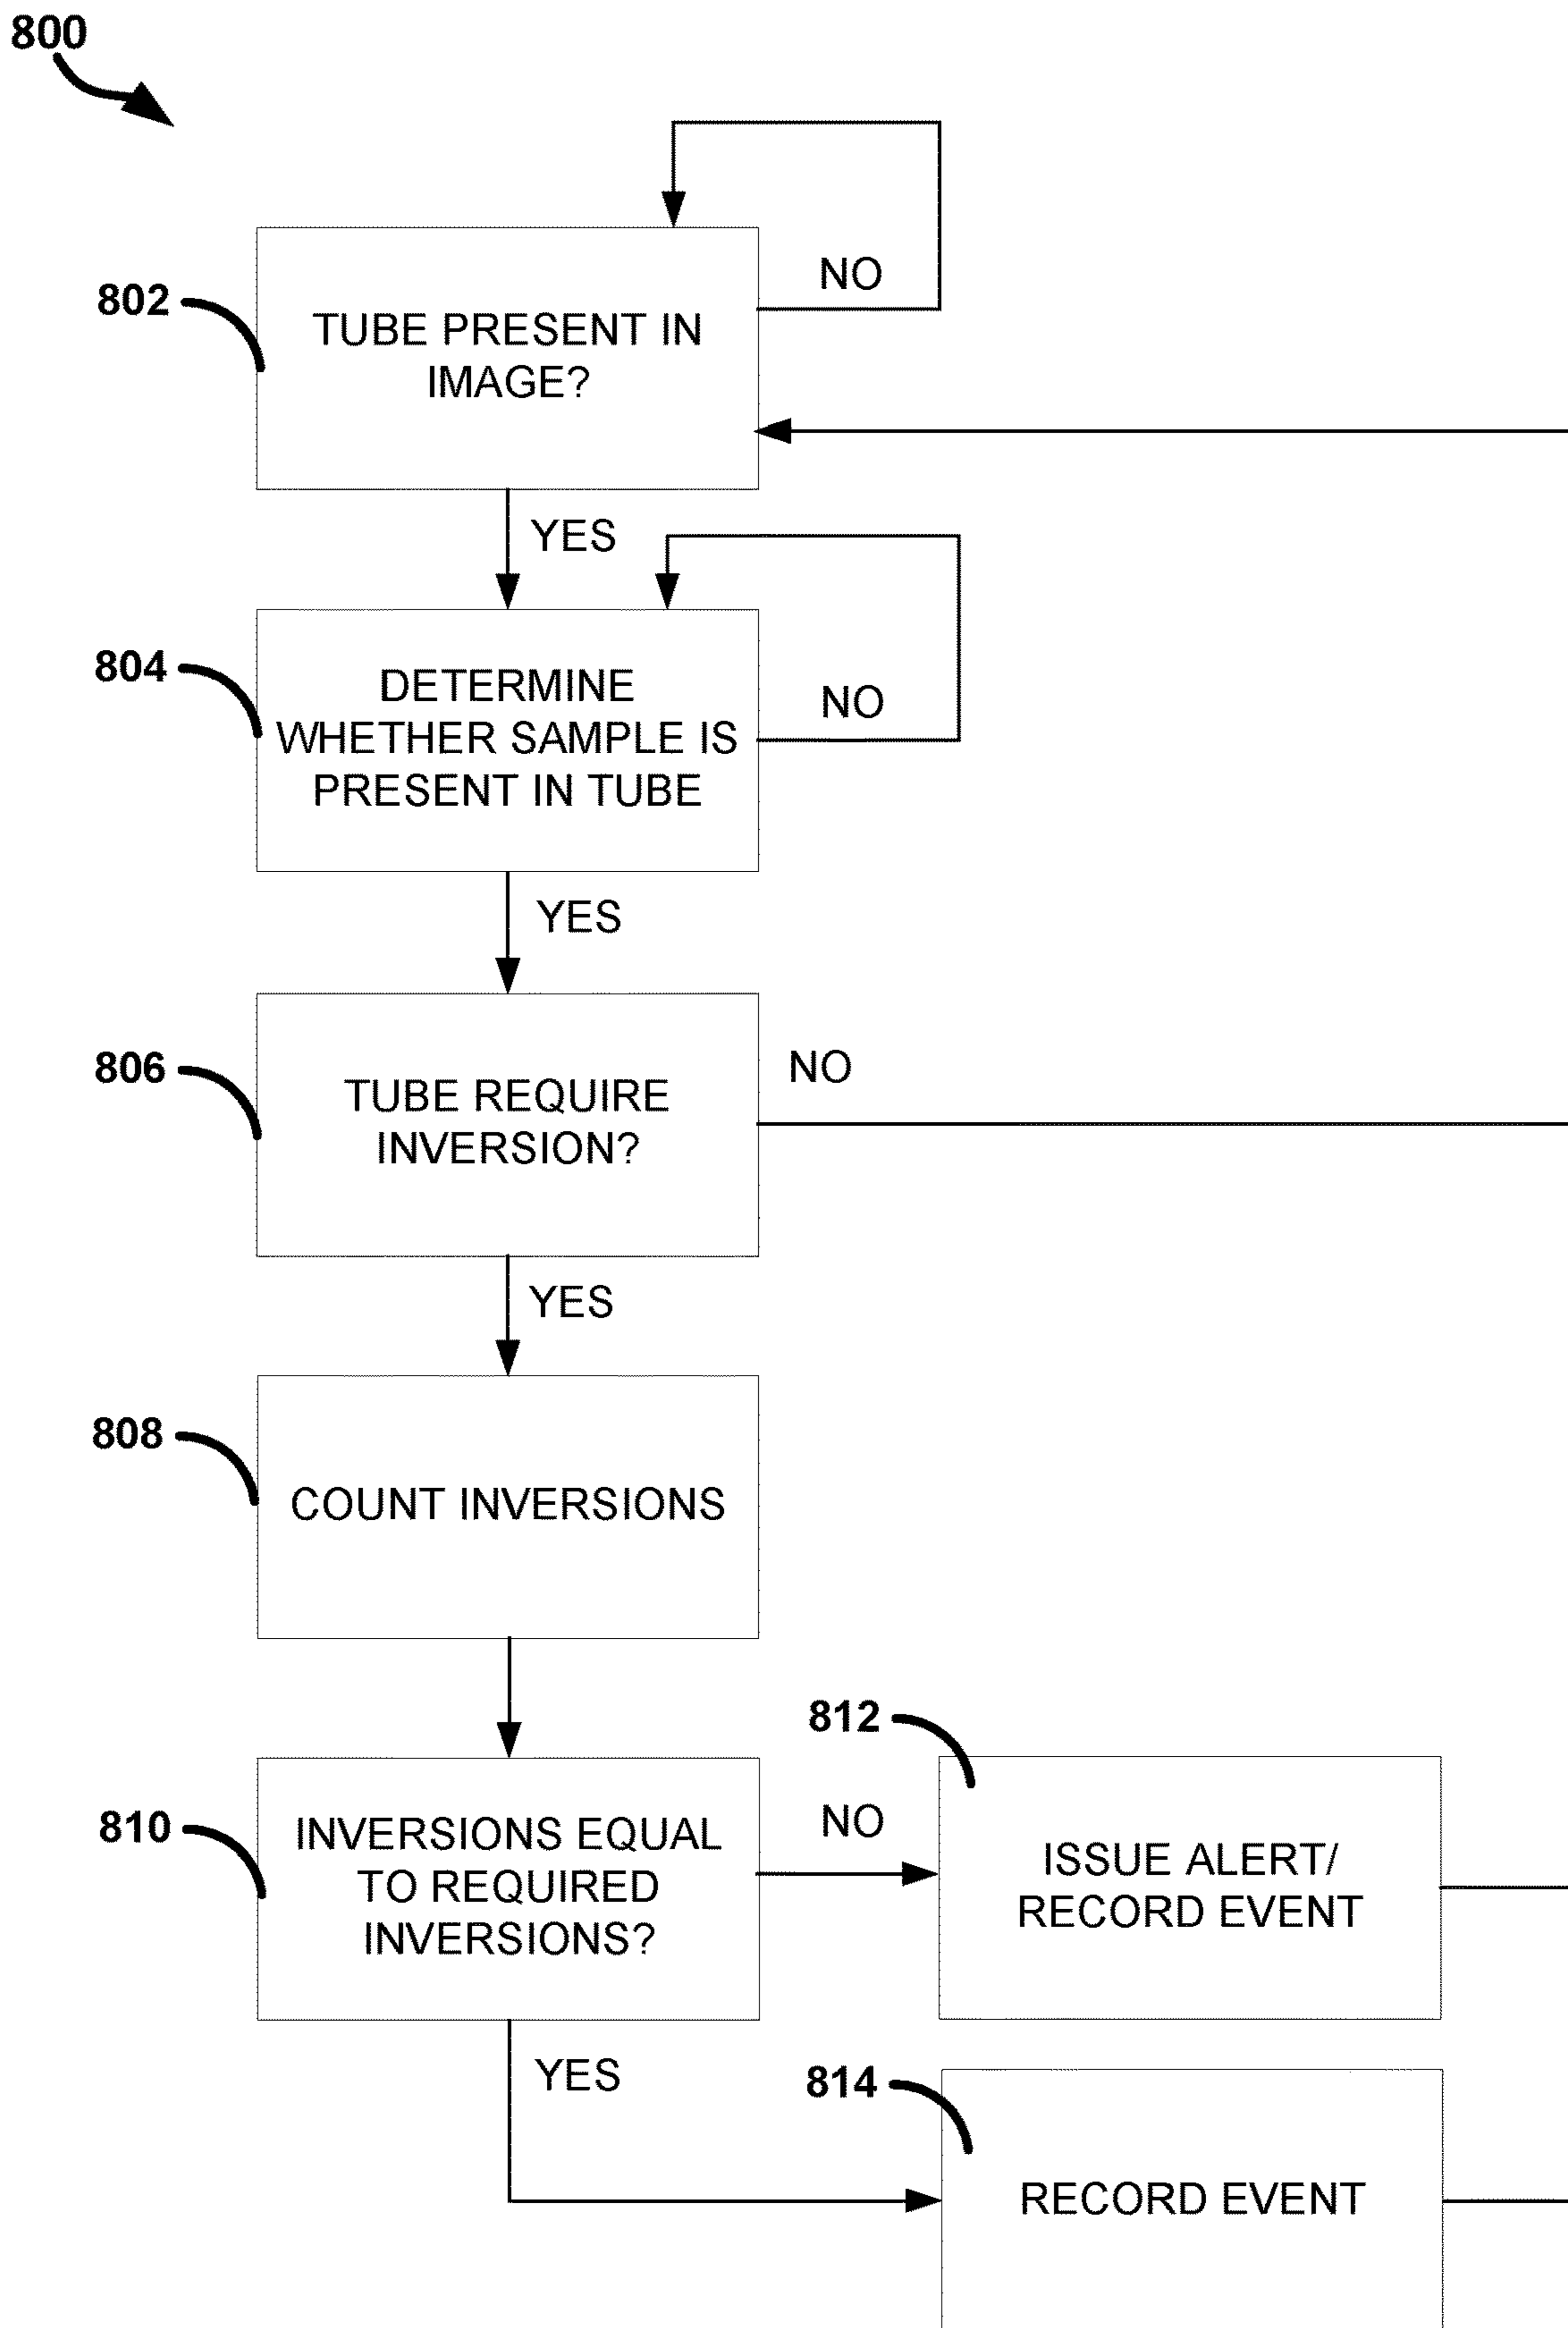 800
NO
802
TUBE PRESENT IN
IMAGE?
YES
804
DETERMINE
WHETHER SAMPLE IS
PRESENT IN TUBE
NO
YES
806
TUBE REQUIRE
INVERSION?
NO
YES
808
COUNT INVERSIONS
810
INVERSIONS EQUAL
TO REQUIRED
INVERSIONS?
NO
812
ISSUE ALERT/
RECORD EVENT
YES
814
RECORD EVENT